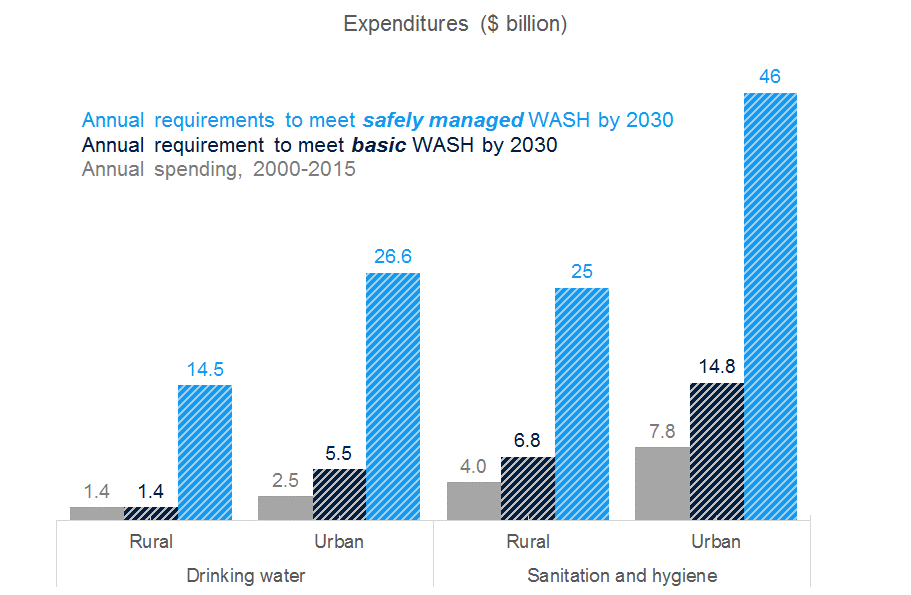 Expenditures ($ billion)
46
Annual requirements to meet safely managed WASH by 2030
Annual requirement to meet basic WASH by 2030
Annual spending, 2000-2015
26.6
25
14.5
14.8
7.8
5.5
6.8
2.5
4.0
1.4
1.4
Rural
Urban
Rural
Urban
Drinking water
Sanitation and hygiene